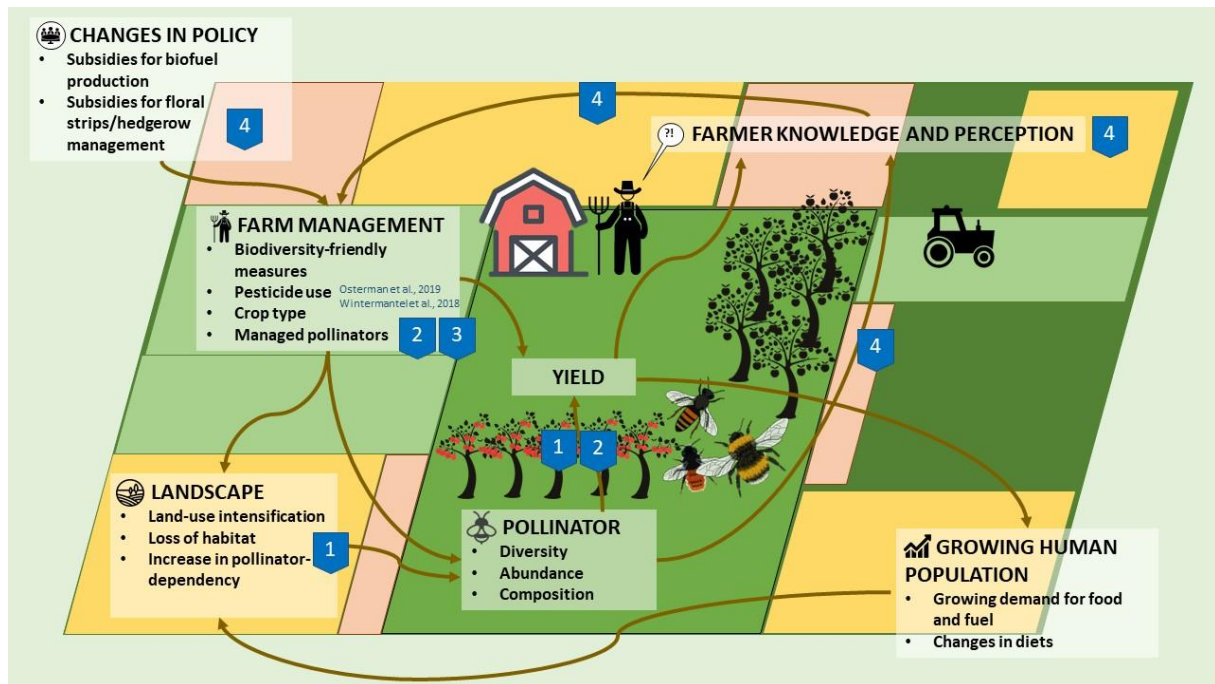 CHANGES IN POLICY
• Subsidies for biofuel
production
• Subsidies for floral
strips/hedgerow
management
4
4
?!
FARMER KNOWLEDGE AND PERCEPTION
4
FARM MANAGEMENT
• Biodiversity-friendly
measures
• Pesticide use
Osterman et al., 2019
Wintermantel et al., 2018
• Crop type
• Managed pollinators
2
3
4
YIELD
1
2
LANDSCAPE
• Land-use intensification
• Loss of habitat
• Increase in pollinator-
dependency
1
POLLINATOR
• Diversity
• Abundance
• Composition
GROWING HUMAN
POPULATION
• Growing demand for food
and fuel
• Changes in diets